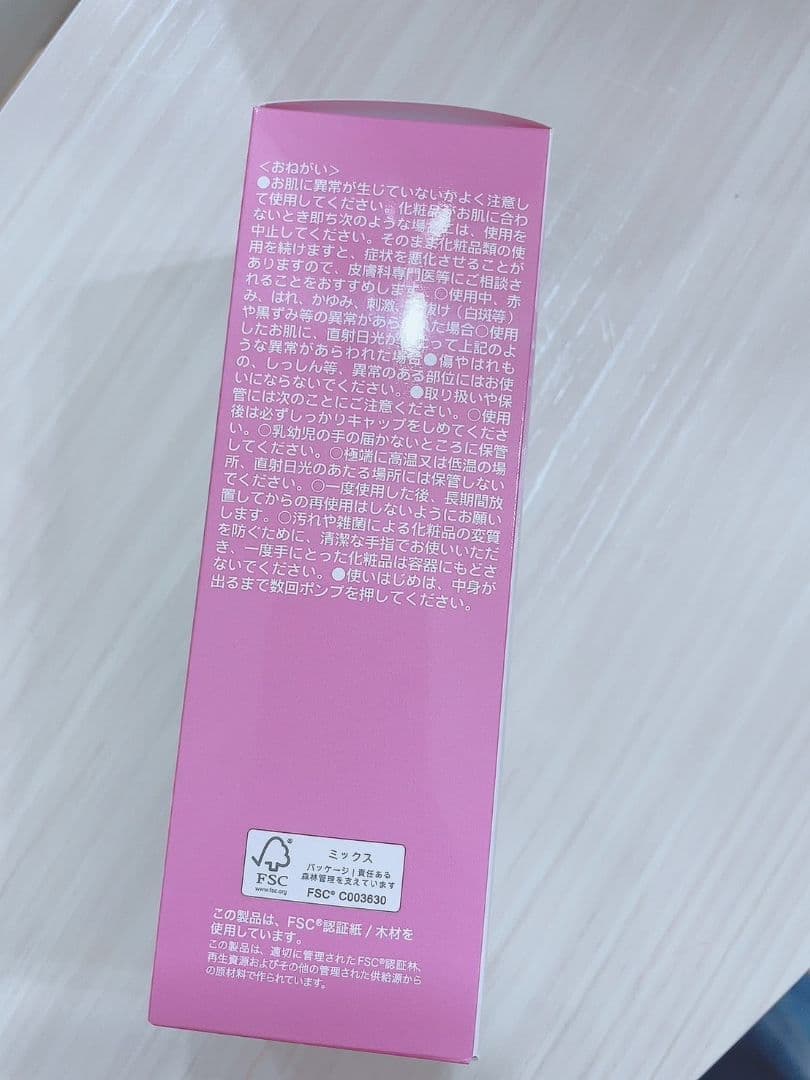 <おねがい>
●お肌に異常が生じていないかよく注意し
て使用してください。化粧品がお肌に合わ
ないとき即ち次のような場合には、使用を
中止してください。そのまま化粧品類の使
用を続けますと、症状を悪化させることが
ありますので、皮膚科専門医等にご相談さ
れることをおすすめします。○使用中、赤
み、はれ、かゆみ、刺激、色抜け(白斑等)
や黒ずみ等の異常があらわれた場合○使用
したお肌に、直射日光があたって上記のよ
うな異常があらわれた場合●傷やはれも
の、しっしん等、異常のある部位にはお使
いにならないでください。●取り扱いや保
管には次のことにご注意ください。○使用
後は必ずしっかりキャップをしめてくださ
い。○乳幼児の手の届かないところに保管
してください。○極端に高温又は低温の場
所、直射日光のあたる場所には保管しない
でください。○一度使用した後、長期間放
置してからの再使用はしないようにお願い
します。○汚れや雑菌による化粧品の変質
を防ぐために、清潔な手指でお使いいただ
き、一度手にとった化粧品は容器にもどさ
ないでください。●使いはじめは、中身が
出るまで数回ポンプを押してください。
FSC
www.fsc.org
ミックス
パッケージ|責任ある
森林管理を支えています
FSC® C003630
この製品は、FSC®認証紙/木材を
使用しています。
この製品は、適切に管理されたFSC®認証林、
再生資源およびその他の管理された供給源から
の原材料で作られています。